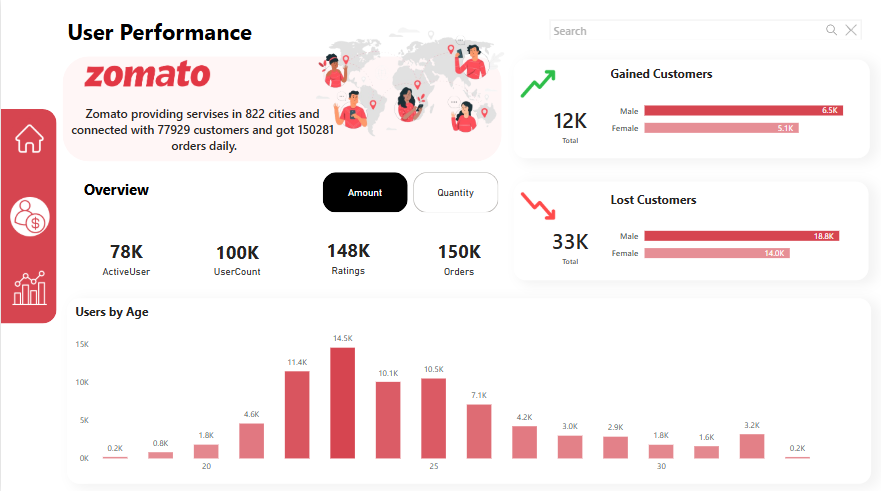 User Performance
Search
zomato
Zomato providing servises in 822 cities and
connected with 77929 customers and got 150281
orders daily.
Gained Customers
12K
Total
Male
6.5K
Female
5.1K
Overview
Amount
Quantity
78K
ActiveUser
100K
UserCount
148K
Ratings
150K
Orders
Lost Customers
33K
Total
Male
18.8K
Female
14.0K
Users by Age
15K
10K
5K
0K
0.2K
0.8K
1.8K
4.6K
11.4K
14.5K
10.1K
10.5K
7.1K
4.2K
3.0K
2.9K
1.8K
1.6K
3.2K
0.2K
20
25
30